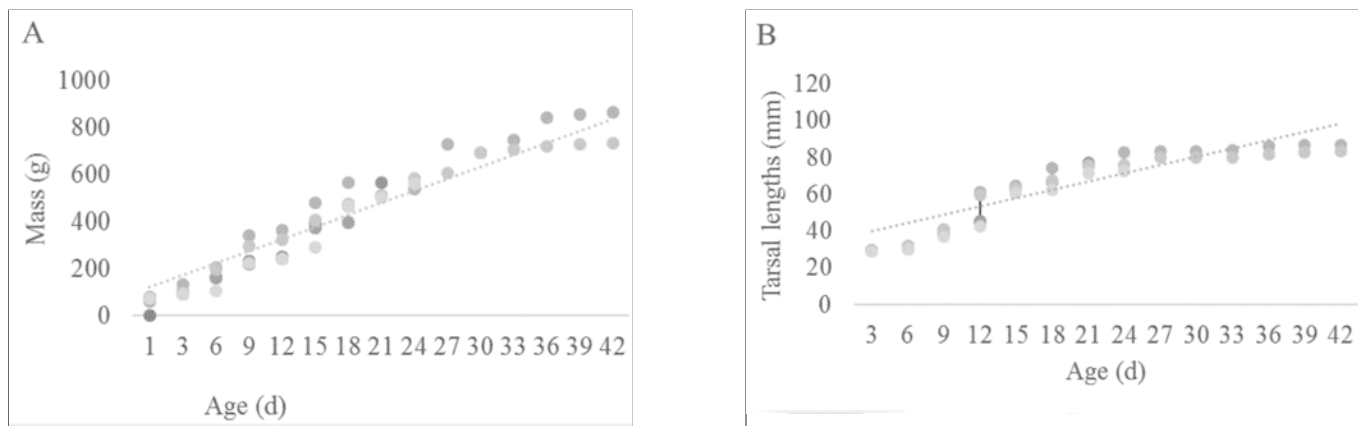 A
1000
800
600
400
200
0
Mass (g)
1 3 6 9 12 15 18 21 24 27 30 33 36 39 42
Age (d)
B
120
100
80
60
40
20
0
Tarsal lengths (mm)
3 6 9 12 15 18 21 24 27 30 33 36 39 42
Age (d)